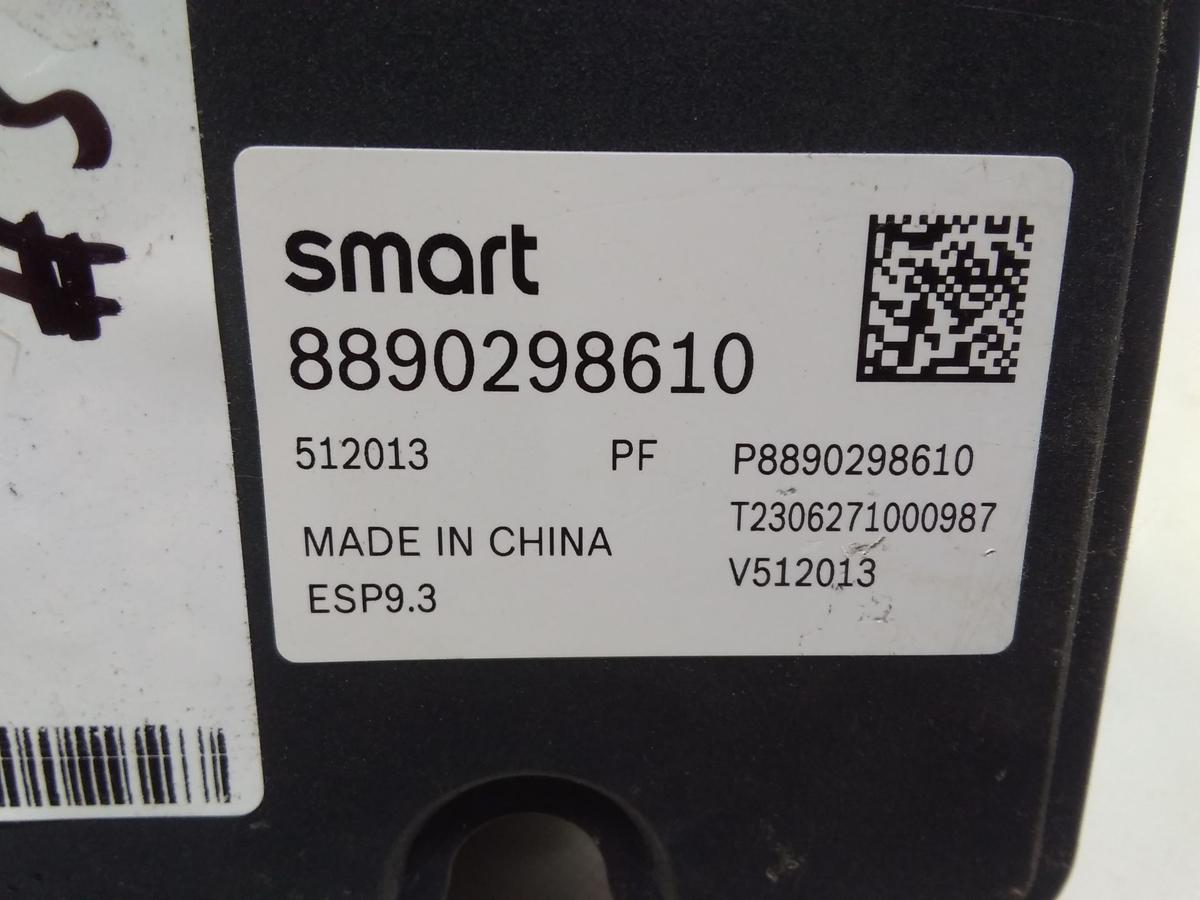 smart
8890298610
512013 PF P8890298610
T2306271000987
MADE IN CHINA
V512013
ESP9.3